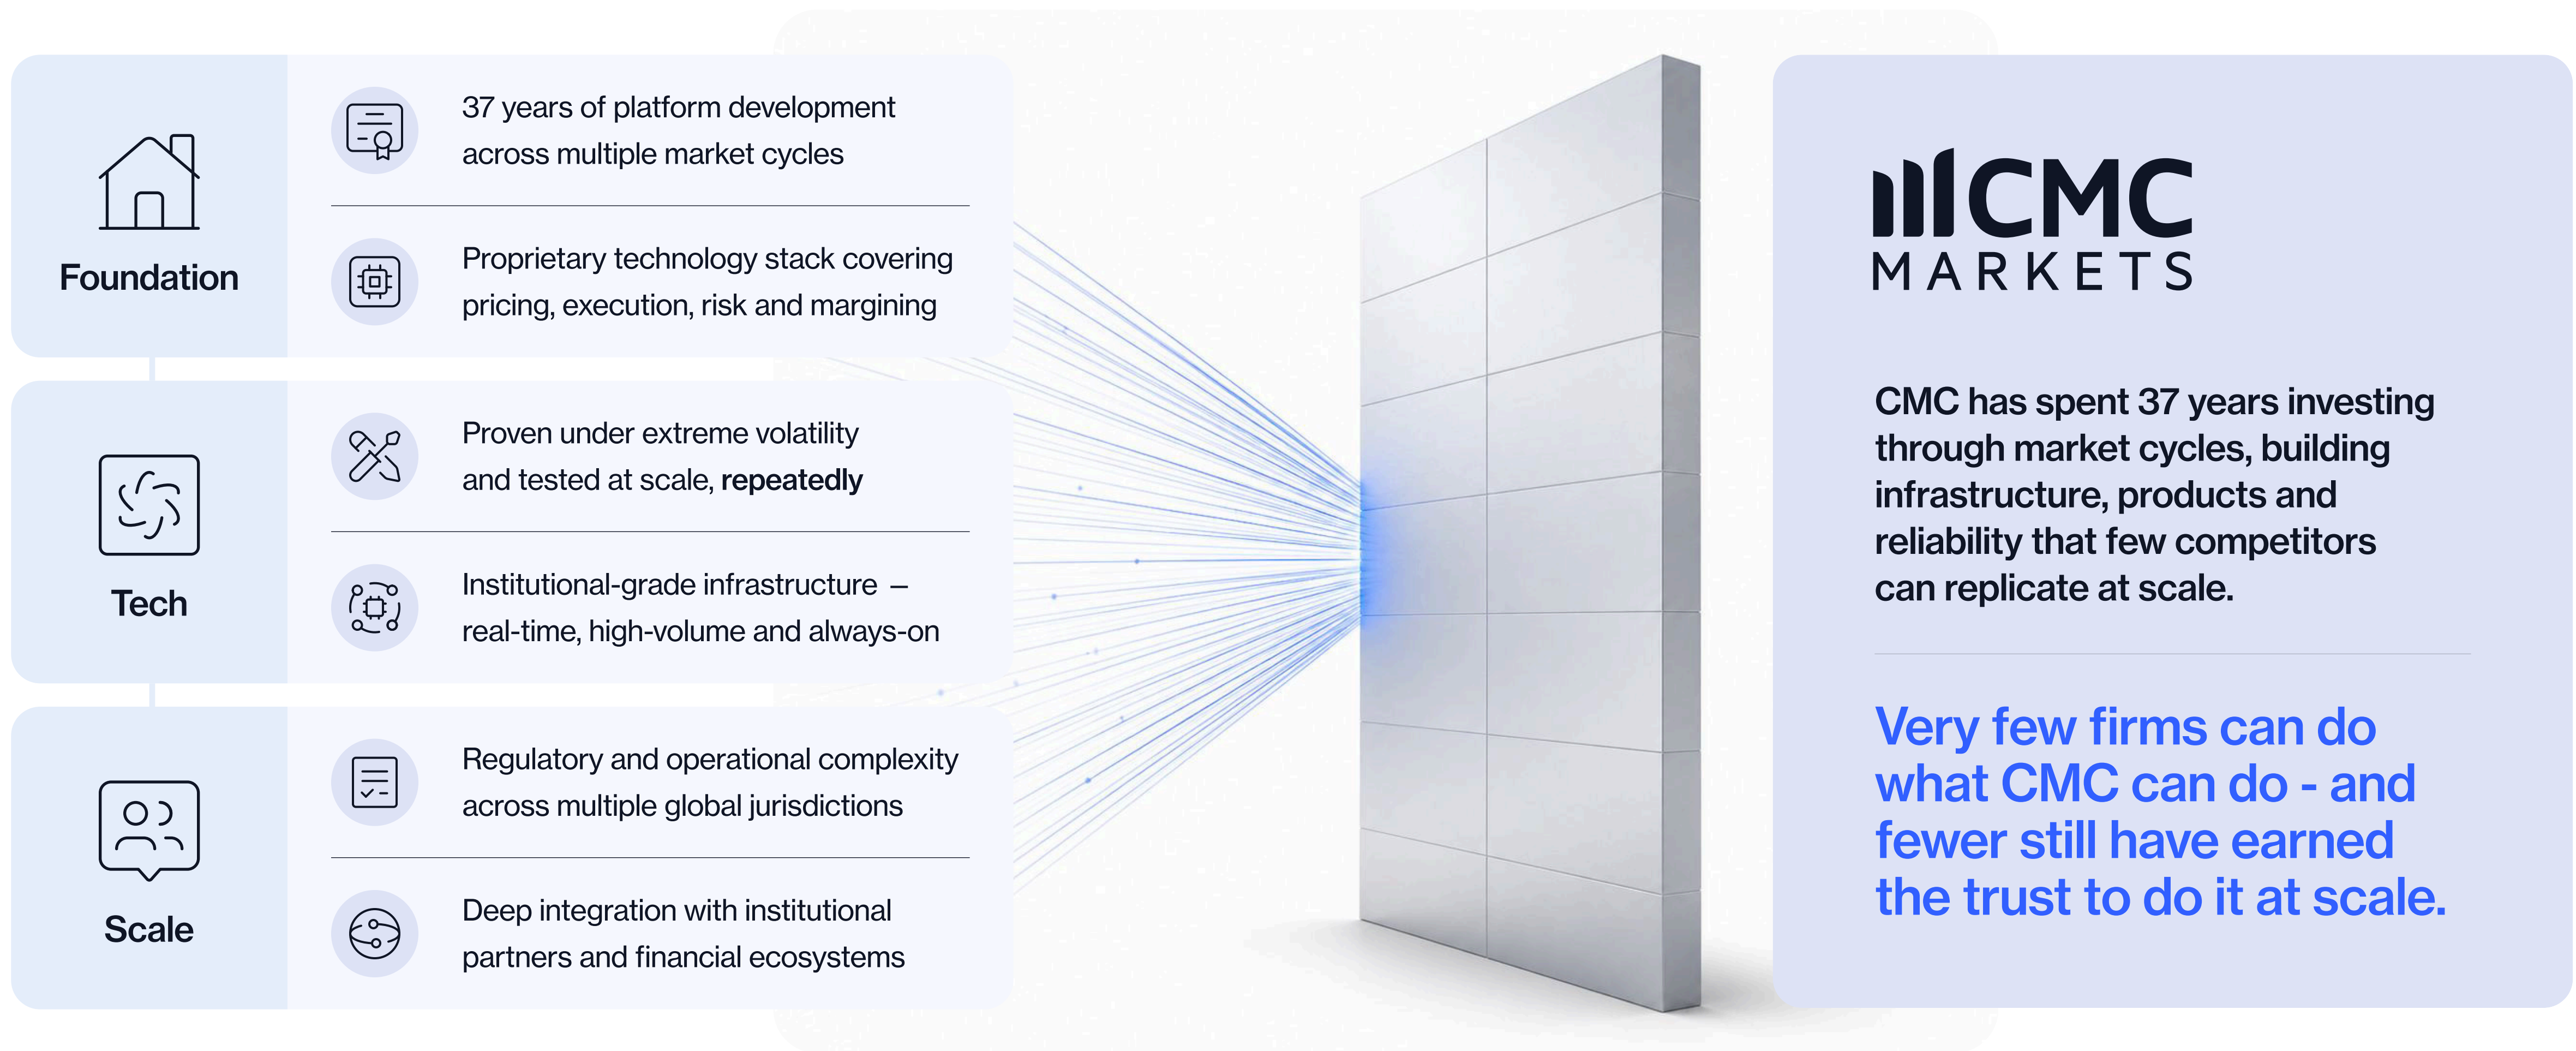 Foundation
37 years of platform development
across multiple market cycles
Proprietary technology stack covering
pricing, execution, risk and margining
Tech
Proven under extreme volatility
and tested at scale, repeatedly
Institutional-grade infrastructure –
real-time, high-volume and always-on
Scale
Regulatory and operational complexity
across multiple global jurisdictions
Deep integration with institutional
partners and financial ecosystems
CMC
MARKETS
CMC has spent 37 years investing
through market cycles, building
infrastructure, products and
reliability that few competitors
can replicate at scale.
Very few firms can do
what CMC can do - and
fewer still have earned
the trust to do it at scale.